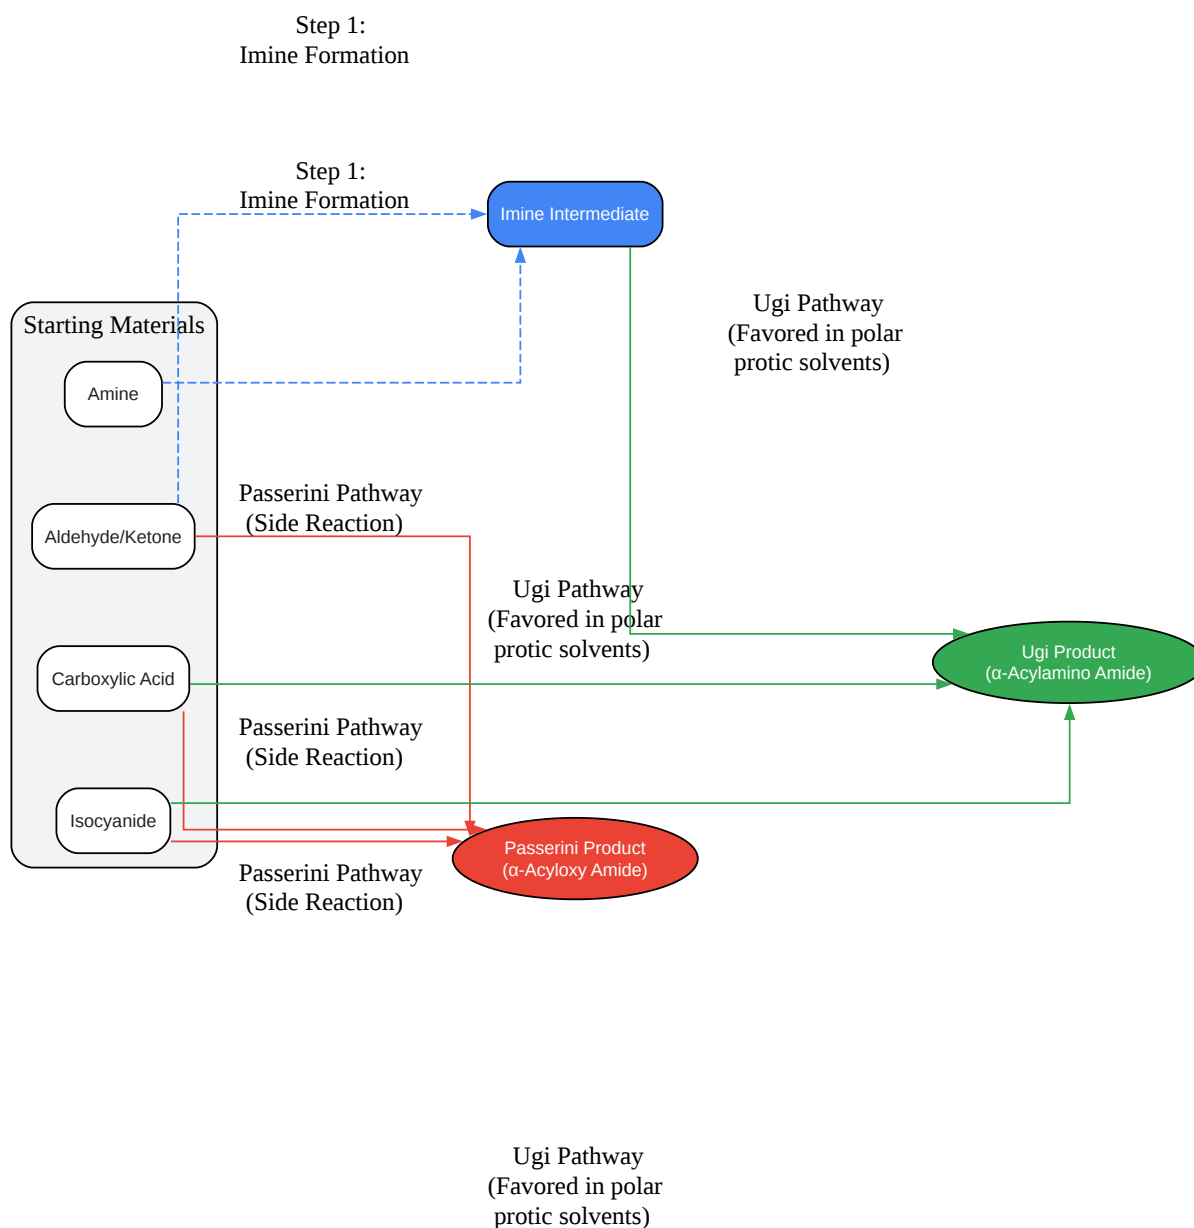 Step 1:
Imine Formation
Step 1:
Imine Formation
Imine Intermediate
Ugi Pathway
(Favored in polar
protic solvents)
Starting Materials
Amine
Aldehyde/Ketone
Passerini Pathway
(Side Reaction)
Ugi Pathway
(Favored in polar
protic solvents)
Ugi Product
(α-Acylamino Amide)
Carboxylic Acid
Passerini Pathway
(Side Reaction)
Isocyanide
Passerini Product
(α-Acyloxy Amide)
Passerini Pathway
(Side Reaction)
Ugi Pathway
(Favored in polar
protic solvents)